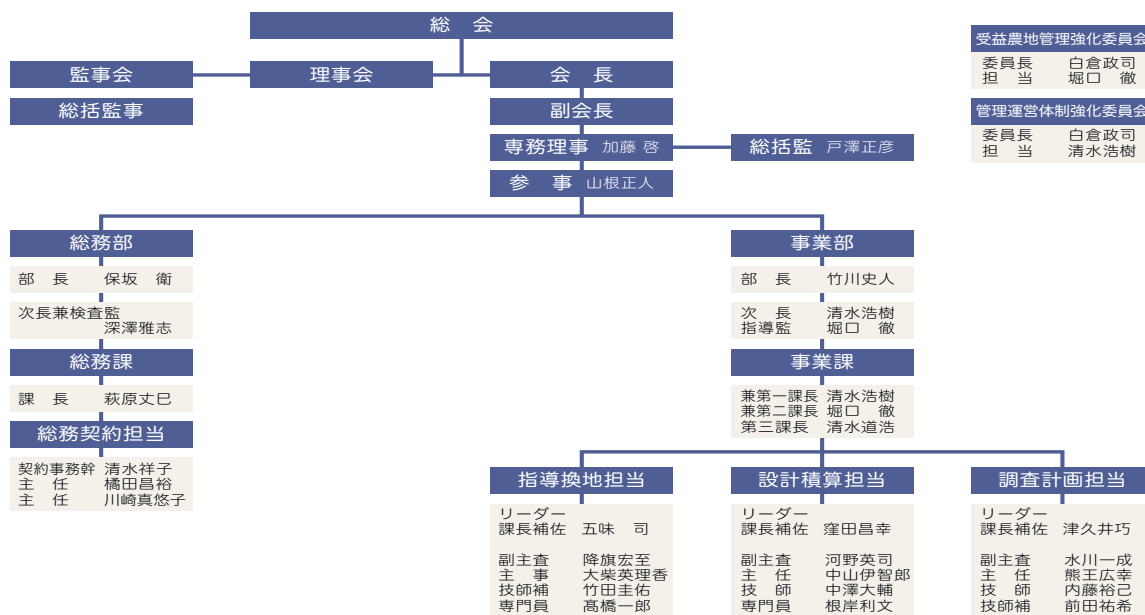 総　会
監事会
理事会
会　長
総括監事
副会長
専務理事 加藤 啓
総括監 戸澤正彦
参　事 山根正人
受益農地管理強化委員会
委員長　白倉政司
担　当　堀口　徹
管理運営体制強化委員会
委員長　白倉政司
担　当　清水浩樹
総務部
部　長　保坂　衛
次長兼検査監
深澤雅志
総務課
課　長　萩原丈巳
総務契約担当
契約事務幹 清水祥子
主　任　橘田昌裕
主　任　川崎真悠子
事業部
部　長　竹川史人
次　長　清水浩樹
指導監　堀口　徹
事業課
兼第一課長 清水浩樹
兼第二課長 堀口　徹
第三課長 清水道浩
指導換地担当
リーダー
課長補佐　五味　司
副主査　降旗宏至
主　事　大柴英理香
技師補　竹田圭佑
専門員　髙橋一郎
設計積算担当
リーダー
課長補佐　窪田昌幸
副主査　河野英司
主　任　中山伊智郎
技　師　中澤大輔
専門員　根岸利文
調査計画担当
リーダー
課長補佐　津久井巧
副主査　水川一成
主　任　熊王広幸
技　師　内藤裕己
技師補　前田祐希